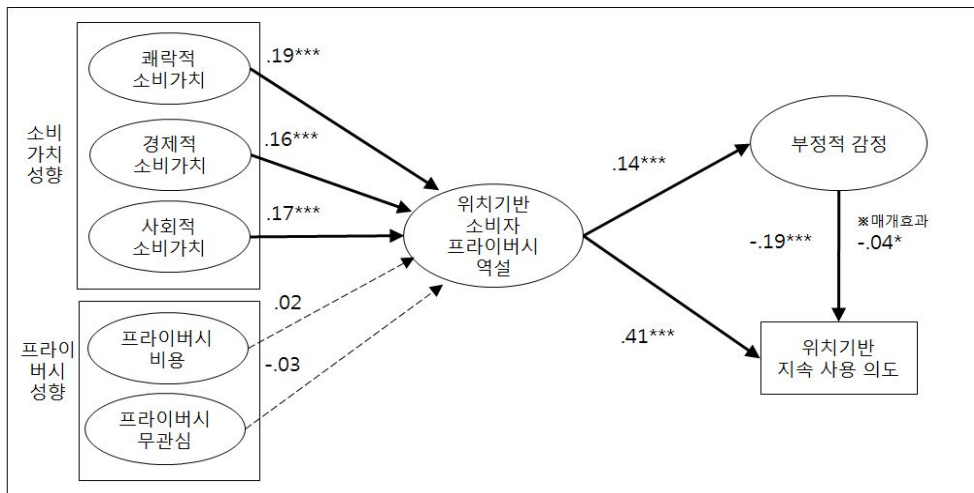 소비
가치
성향
쾌락적
소비가치
경제적
소비가치
사회적
소비가치
.19***
.16***
.17***
프라이
버시
성향
프라이버시
비용
프라이버시
무관심
.02
-.03
위치기반
소비자
프라이버시
역설
.14***
.41***
부정적 감정
-.19***
※매개효과
-.04*
위치기반
지속 사용 의도